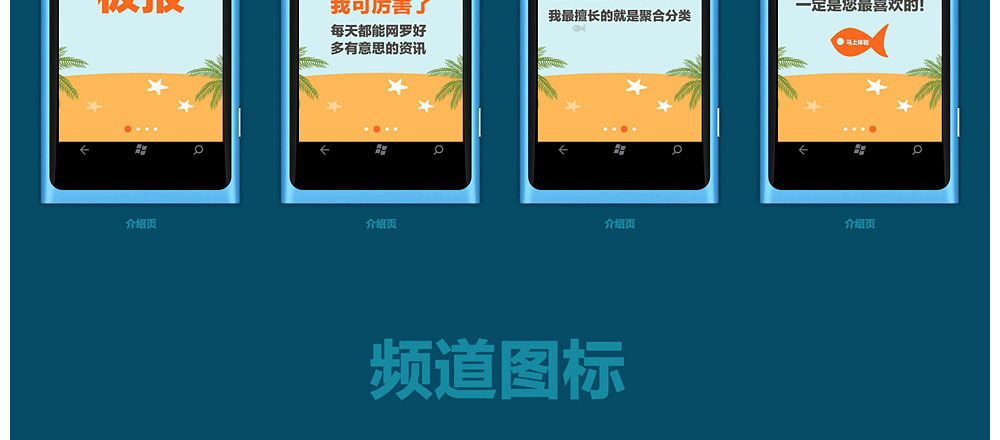 我可厉害了
每天都能网罗好
多有意思的资讯
我最擅长的就是聚合分类
一定是您最喜欢的!
马上体验
介绍页
介绍页
介绍页
介绍页
频道图标